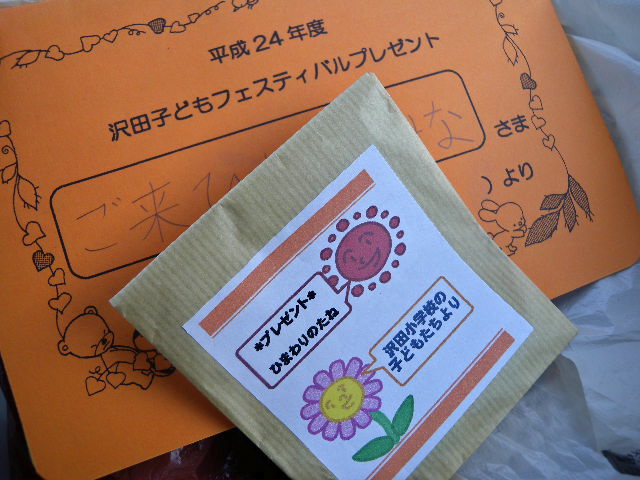 平成24年度
沢田子どもフェスティバルプレゼント
ご来ひ
な
さま
）より
*プレゼント*
ひまわりのたね
沢田小学校の
子どもたちより